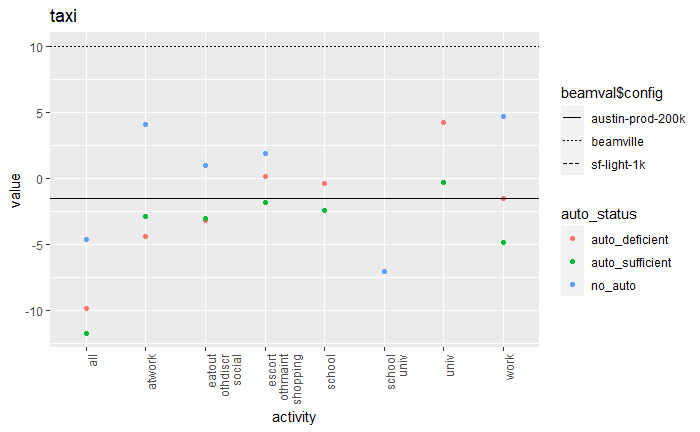 taxi
10
5
0
-5
-10
value
all
atwork
eatout
othdiscr
social
escort
othmaint
shopping
school
school
univ
univ
work
activity
beamval$config
austin-prod-200k
beamville
sf-light-1k
auto_status
auto_deficient
auto_sufficient
no_auto